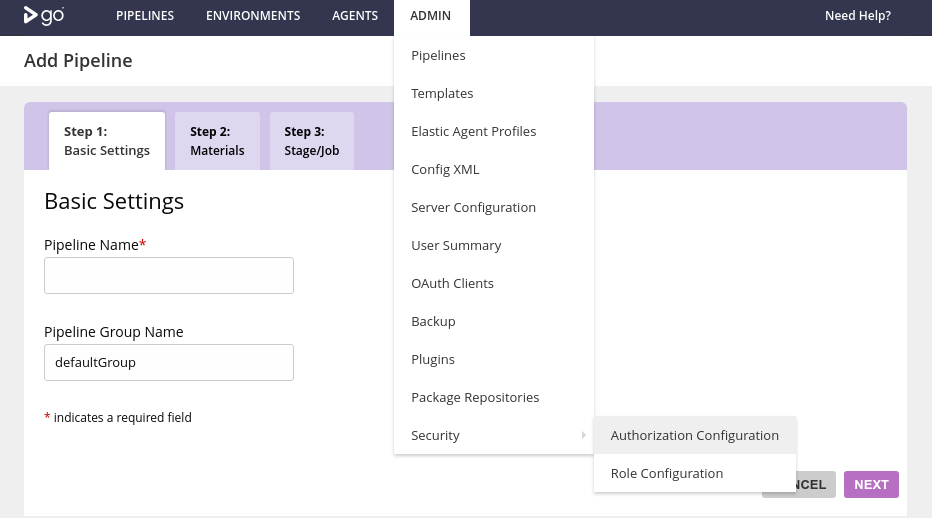 go
PIPELINES
ENVIRONMENTS
AGENTS
ADMIN
Need Help?
Add Pipeline
Step 1:
Basic Settings
Step 2:
Materials
Step 3:
Stage/Job
Basic Settings
Pipeline Name*
Pipeline Group Name
defaultGroup
* indicates a required field
Pipelines
Templates
Elastic Agent Profiles
Config XML
Server Configuration
User Summary
OAuth Clients
Backup
Plugins
Package Repositories
Security
Authorization Configuration
Role Configuration
NCEL
NEXT